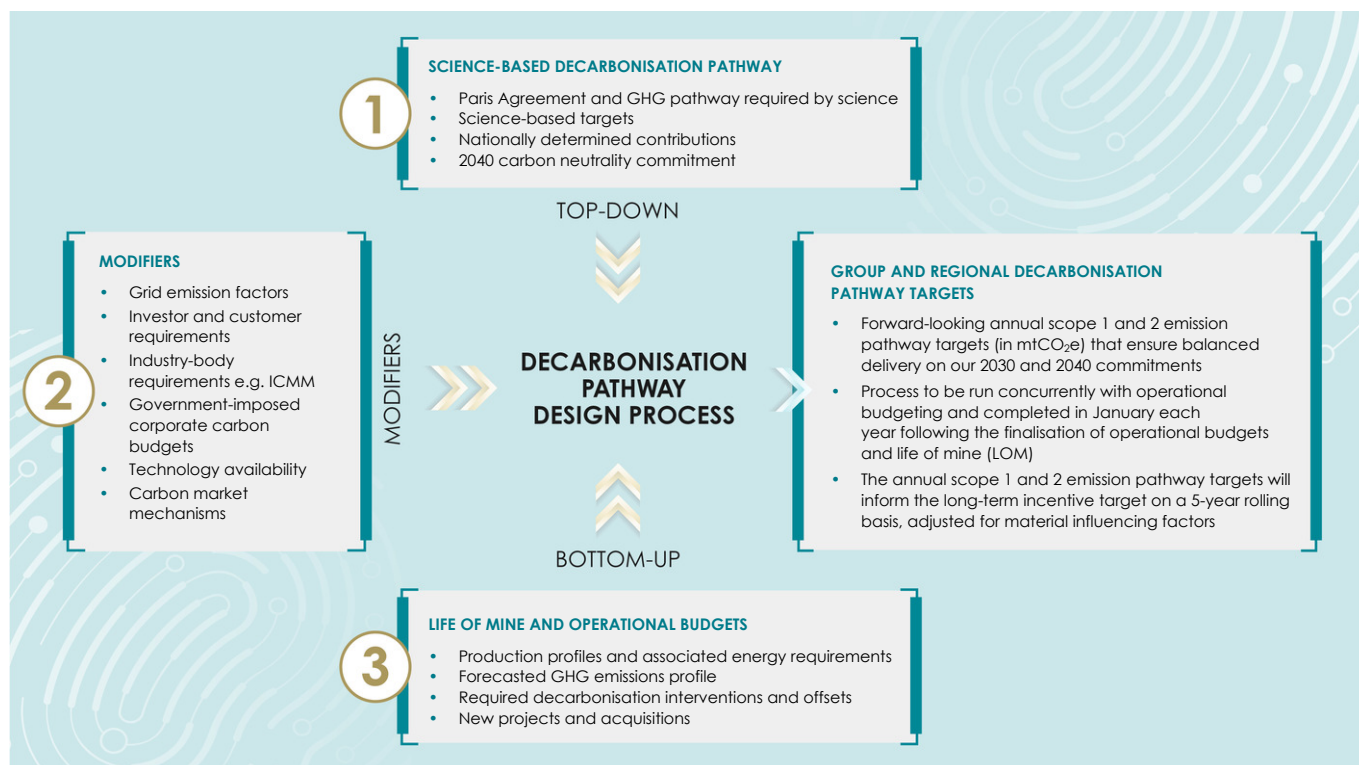 1
SCIENCE-BASED DECARBONISATION PATHWAY
• Paris Agreement and GHG pathway required by science
• Science-based targets
• Nationally determined contributions
• 2040 carbon neutrality commitment
TOP-DOWN
2
MODIFIERS
• Grid emission factors
• Investor and customer
requirements
• Industry-body
requirements e.g. ICMM
• Government-imposed
corporate carbon
budgets
• Technology availability
• Carbon market
mechanisms
MODIFIERS
DECARBONISATION
PATHWAY
DESIGN PROCESS
GROUP AND REGIONAL DECARBONISATION
PATHWAY TARGETS
• Forward-looking annual scope 1 and 2 emission
pathway targets (in mtCO₂e) that ensure balanced
delivery on our 2030 and 2040 commitments
• Process to be run concurrently with operational
budgeting and completed in January each
year following the finalisation of operational budgets
and life of mine (LOM)
• The annual scope 1 and 2 emission pathway targets will
inform the long-term incentive target on a 5-year rolling
basis, adjusted for material influencing factors
BOTTOM-UP
3
LIFE OF MINE AND OPERATIONAL BUDGETS
• Production profiles and associated energy requirements
• Forecasted GHG emissions profile
• Required decarbonisation interventions and offsets
• New projects and acquisitions